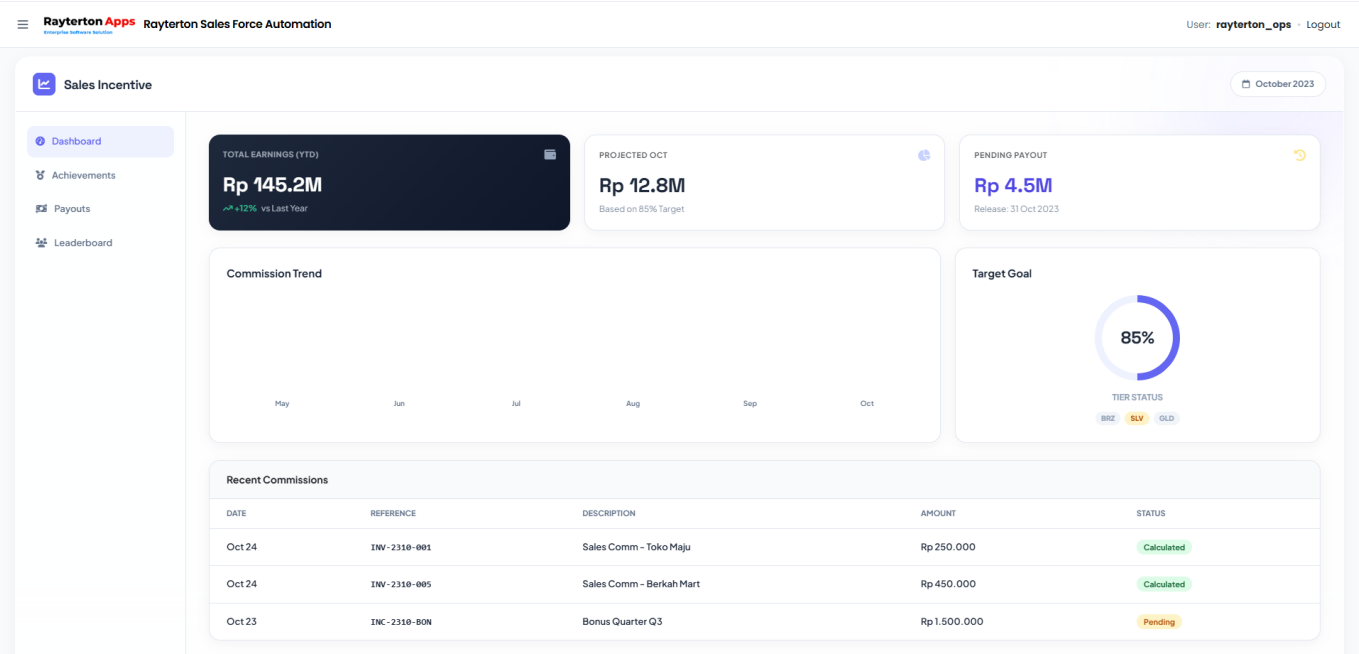 Rayterton Apps
Enterprise Software Solution
Rayterton Sales Force Automation
User: rayterton_ops · Logout
Sales Incentive
October 2023
Dashboard
Achievements
Payouts
Leaderboard
TOTAL EARNINGS (YTD)
Rp 145.2M
+12% vs Last Year
PROJECTED OCT
Rp 12.8M
Based on 85% Target
PENDING PAYOUT
Rp 4.5M
Release: 31 Oct 2023
Commission Trend
May Jun Jul Aug Sep Oct
Target Goal
85%
TIER STATUS
BRZ SLV GLD
Recent Commissions
DATE REFERENCE DESCRIPTION AMOUNT STATUS
Oct 24 INV-2310-001 Sales Comm - Toko Maju Rp 250.000 Calculated
Oct 24 INV-2310-005 Sales Comm - Berkah Mart Rp 450.000 Calculated
Oct 23 INC-2310-BON Bonus Quarter Q3 Rp 1.500.000 Pending